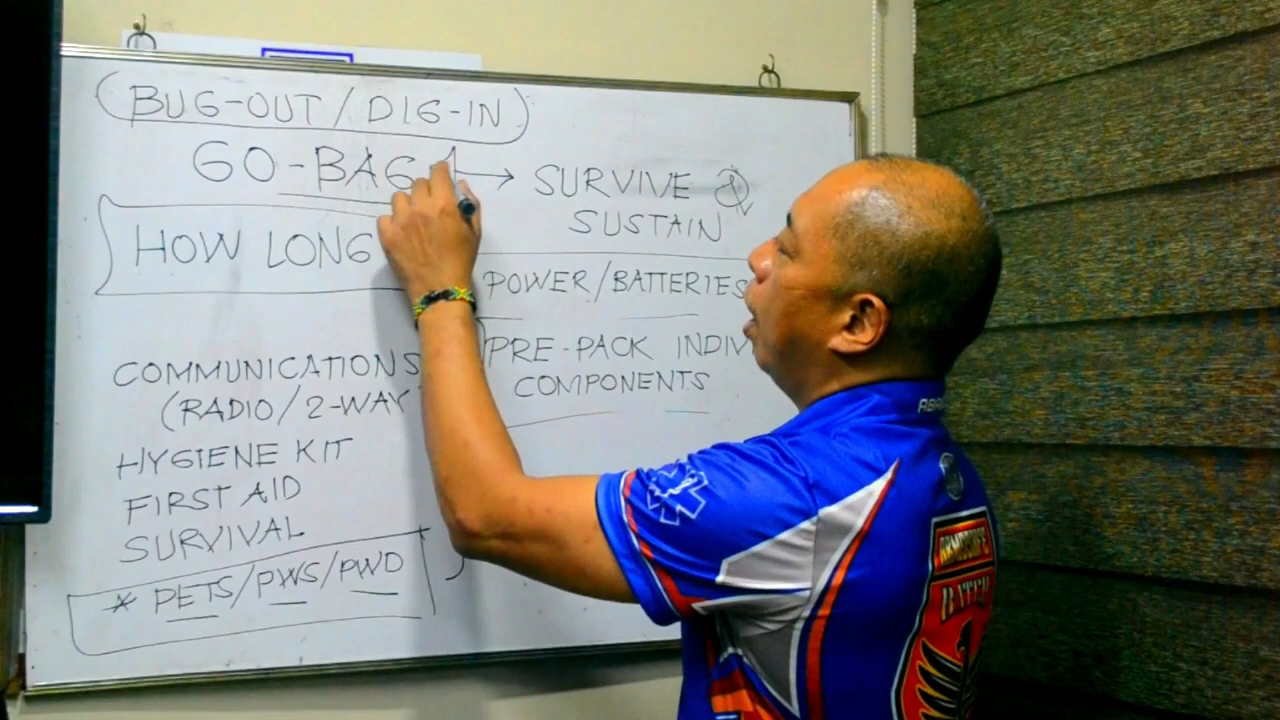 (BUG-OUT / DIG-IN)
GO-BAG → SURVIVE &
SUSTAIN
HOW LONG
POWER/BATTERIES
PRE-PACK INDIV
COMPONENTS
COMMUNICATIONS
(RADIO/2-WAY
HYGIENE KIT
FIRST AID
SURVIVAL
* PETS/PWS/PWD
BATCH